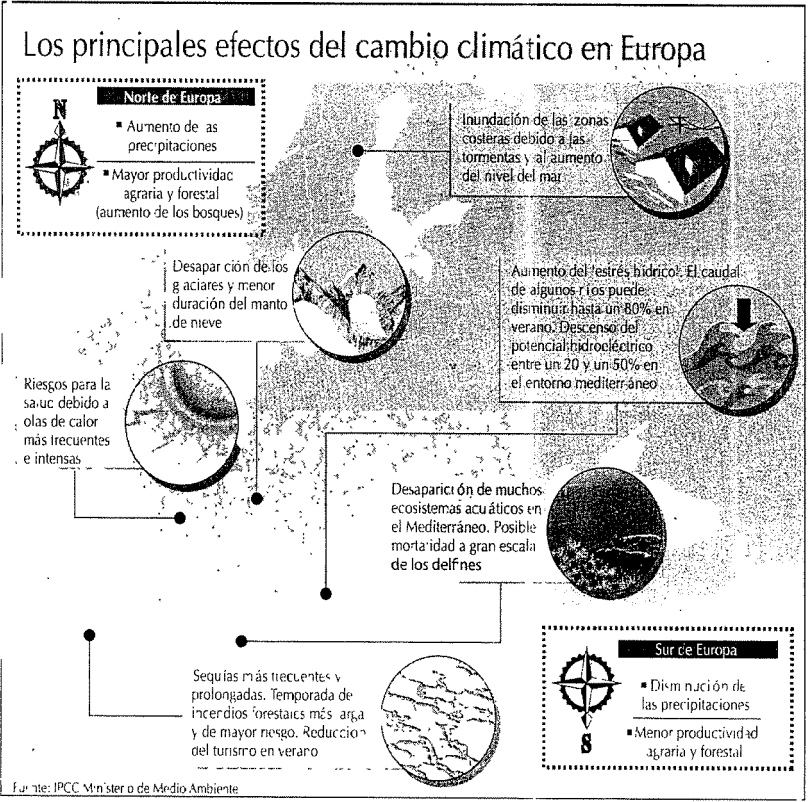 Los principales efectos del cambio climático en Europa
N
Norte de Europa
▪ Aumento de las
precipitaciones
▪ Mayor productividad
agraria y forestal
(aumento de los bosques)
Inundación de las zonas
costeras debido a las
tormentas y al aumento
del nivel del mar
Desaparición de los
glaciares y menor
duración del manto
de nieve
Aumento del 'estrés hídrico'. El caudal
de algunos ríos puede
disminuir hasta un 80% en
verano. Descenso del
potencial hidroeléctrico
entre un 20 y un 50% en
el entorno mediterráneo
Riesgos para la
salud debido a
olas de calor
más frecuentes
e intensas
Desaparición de muchos
ecosistemas acuáticos en
el Mediterráneo. Posible
mortalidad a gran escala
de los delfines
Sequías más frecuentes y
prolongadas. Temporada de
incendios forestales más larga
y de mayor riesgo. Reducción
del turismo en verano
Sur de Europa
▪ Disminución de
las precipitaciones
▪ Menor productividad
agraria y forestal
S
Fuente: IPCC Ministerio de Medio Ambiente